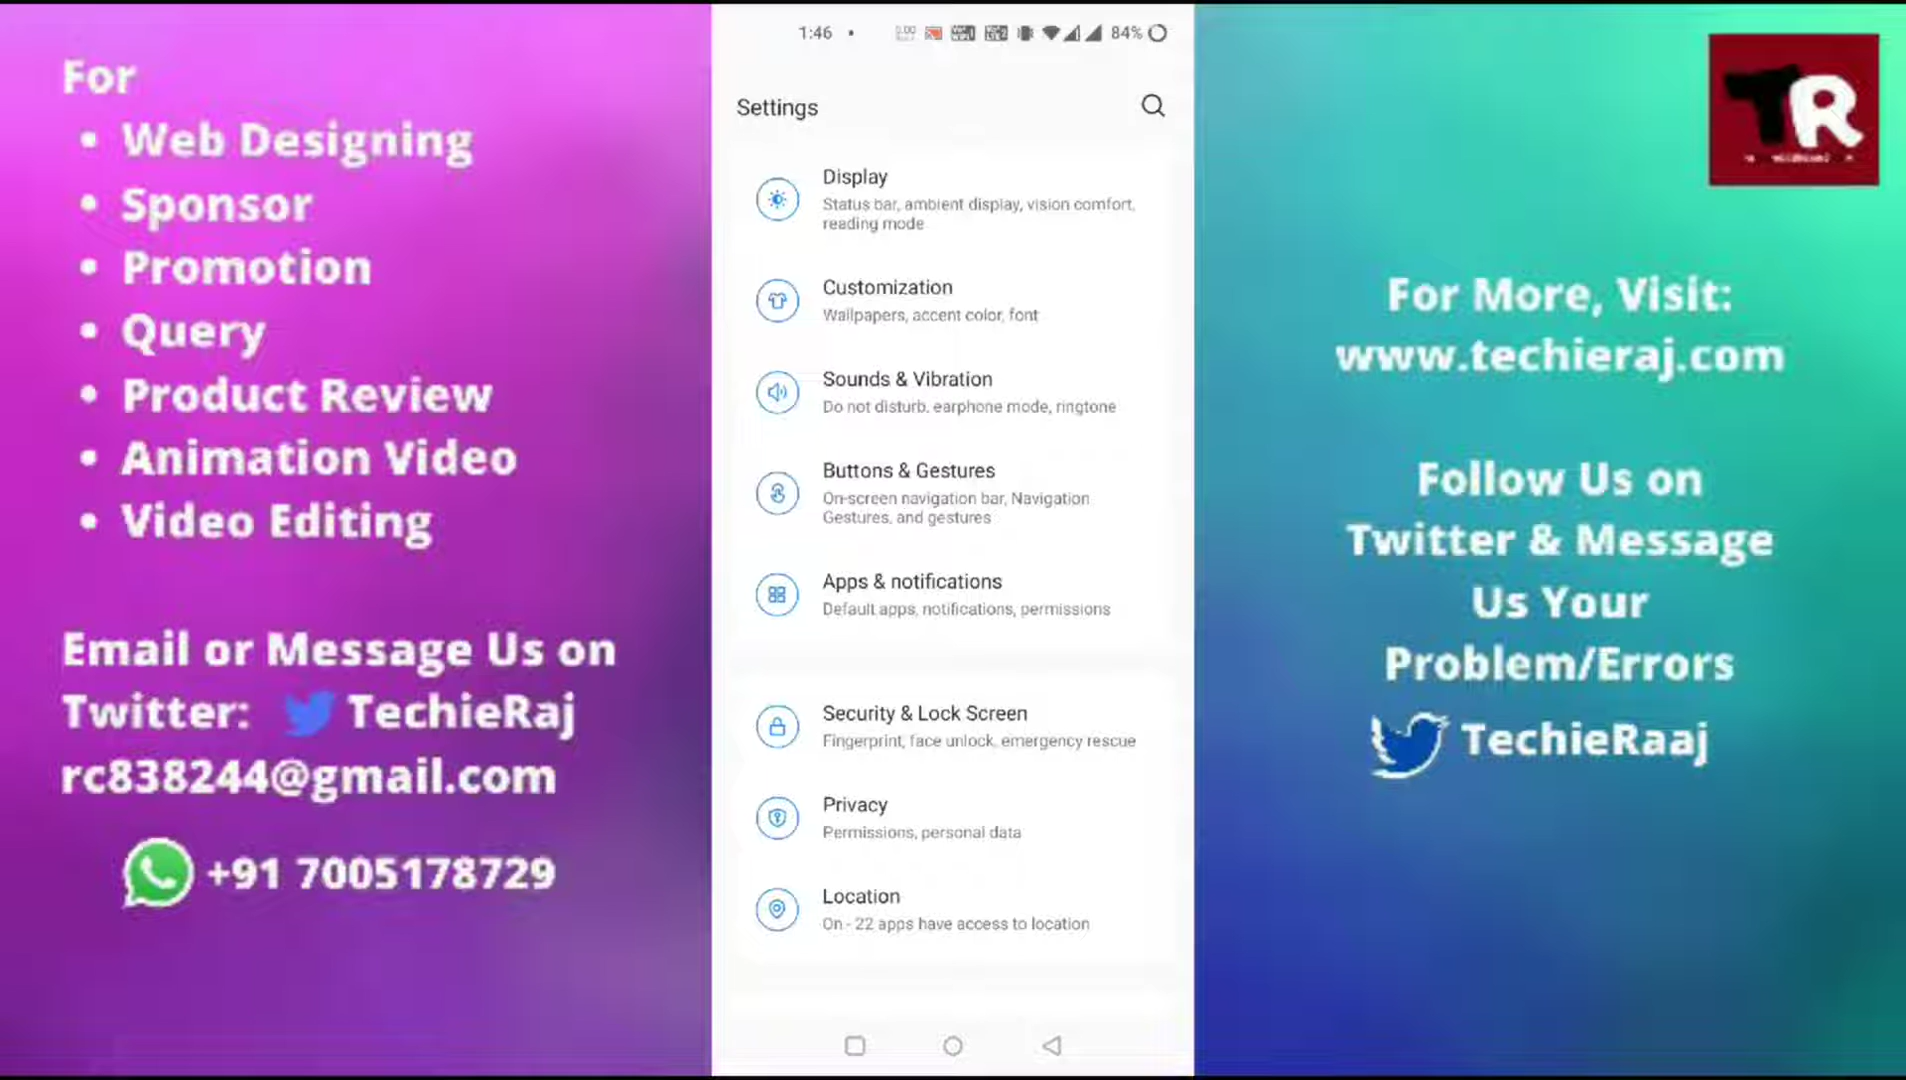 For
• Web Designing
• Sponsor
• Promotion
• Query
• Product Review
• Animation Video
• Video Editing
Email or Message Us on
Twitter: TechieRaj
rc838244@gmail.com
+91 7005178729
1:46
84%
Settings
Display
Status bar, ambient display, vision comfort,
reading mode
Customization
Wallpapers, accent color, font
Sounds & Vibration
Do not disturb, earphone mode, ringtone
Buttons & Gestures
On-screen navigation bar, Navigation
Gestures, and gestures
Apps & notifications
Default apps, notifications, permissions
Security & Lock Screen
Fingerprint, face unlock, emergency rescue
Privacy
Permissions, personal data
Location
On - 22 apps have access to location
TR
For More, Visit:
www.techieraj.com
Follow Us on
Twitter & Message
Us Your
Problem/Errors
TechieRaaj